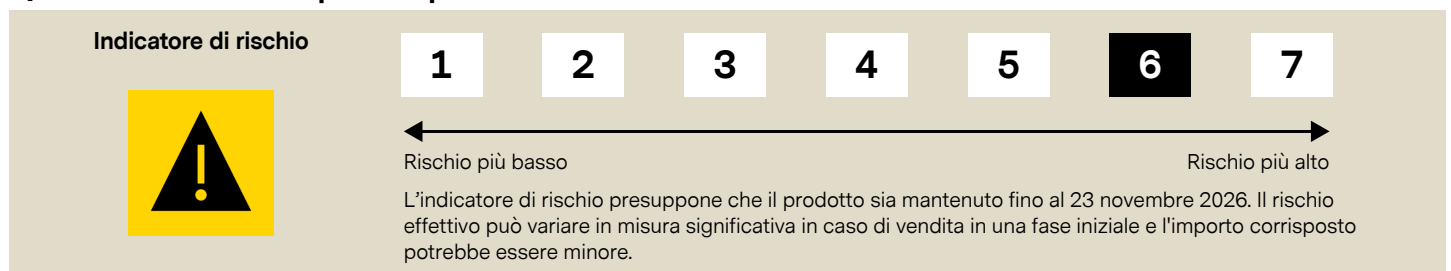 Indicatore di rischio
1 2 3 4 5 6 7
Rischio più basso Rischio più alto
L'indicatore di rischio presuppone che il prodotto sia mantenuto fino al 23 novembre 2026. Il rischio
effettivo può variare in misura significativa in caso di vendita in una fase iniziale e l'importo corrisposto
potrebbe essere minore.